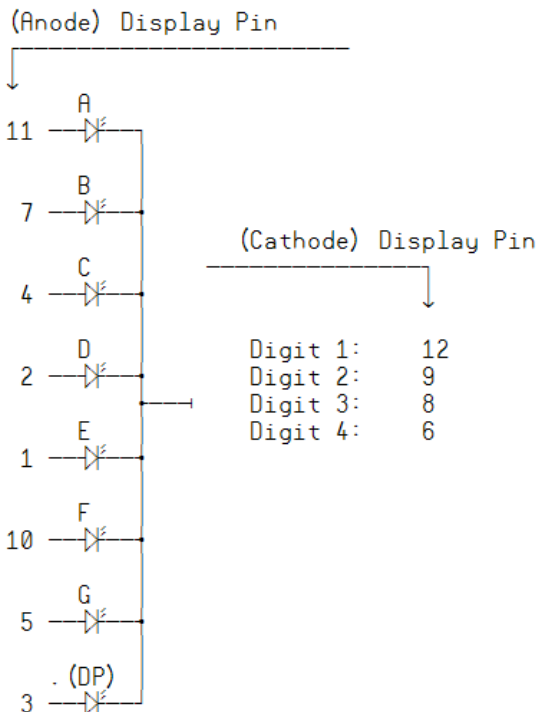 (Anode) Display Pin
A
11
B
7
(Cathode) Display Pin
C
4
D
2
Digit 1: 12
Digit 2: 9
Digit 3: 8
Digit 4: 6
E
1
F
10
G
5
. (DP)
3